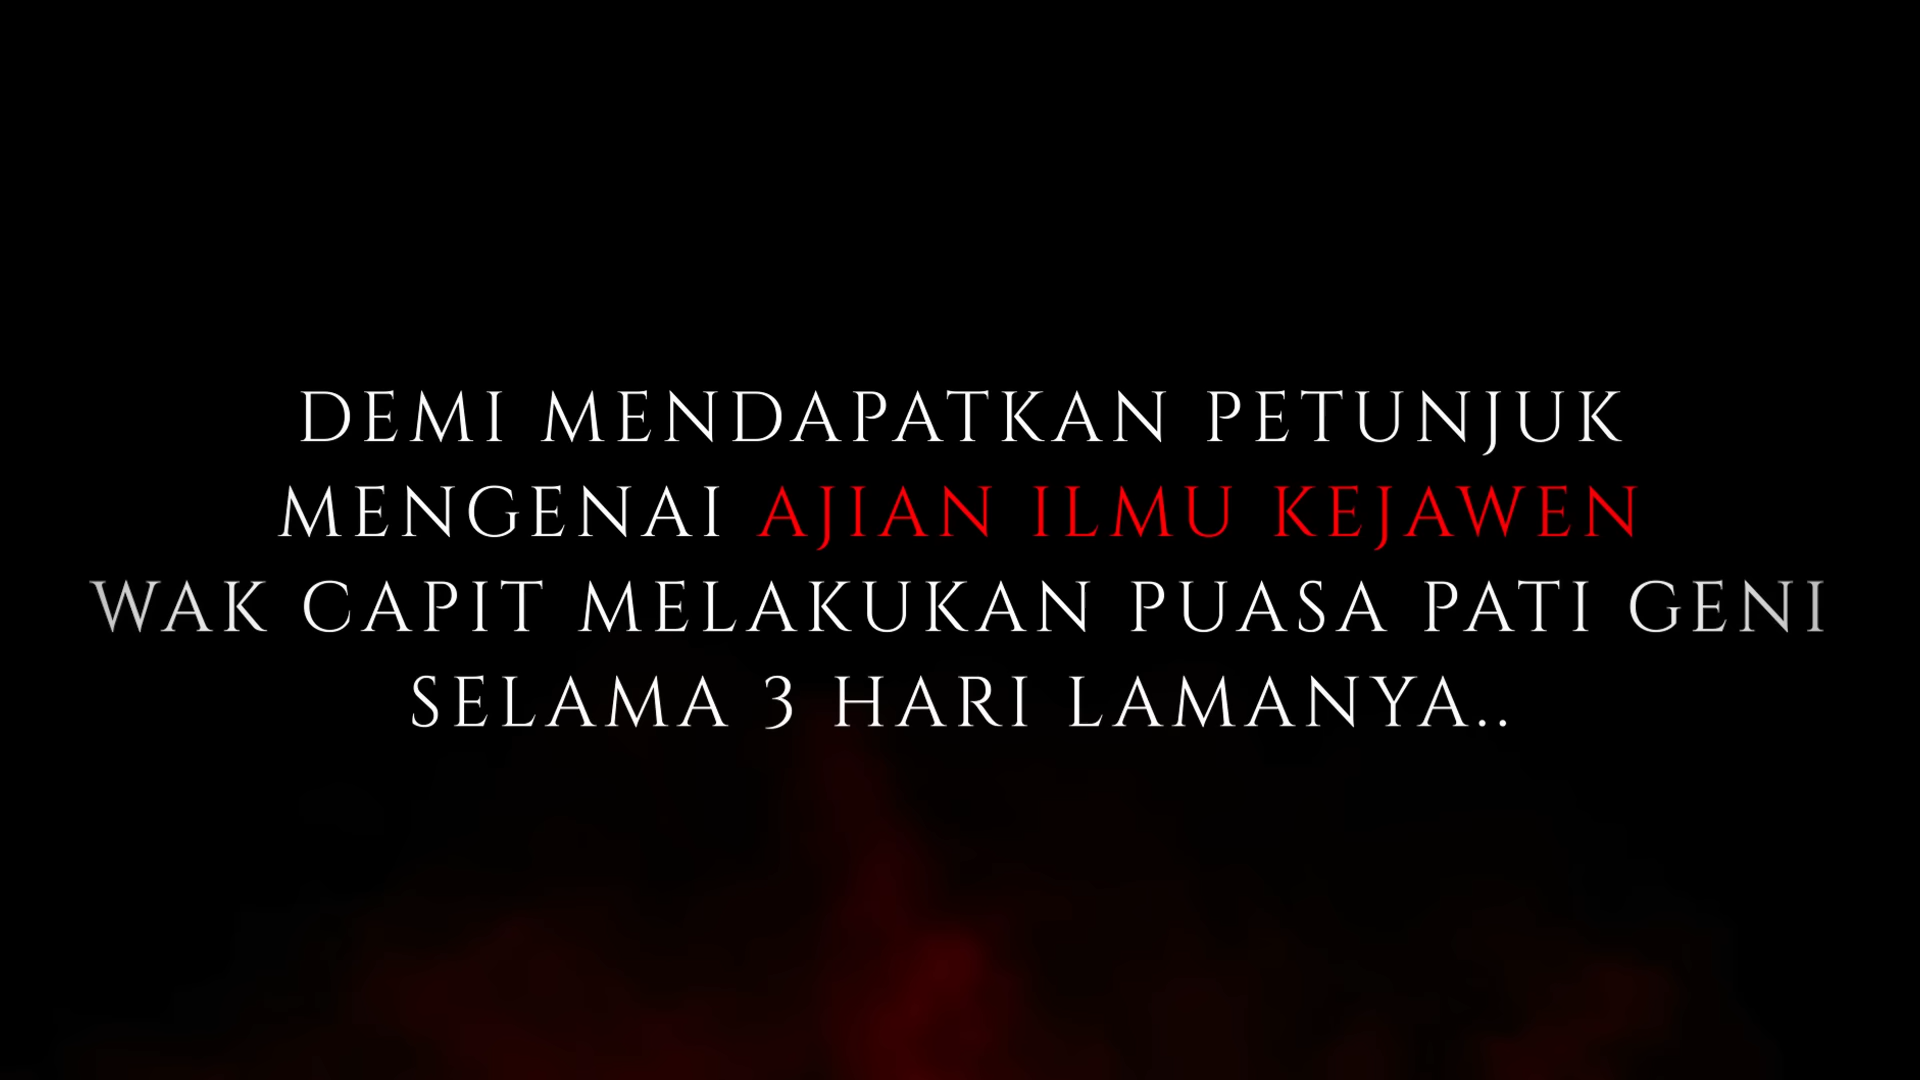 DEMI MENDAPATKAN PETUNJUK
MENGENAI AJIAN ILMU KEJAWEN
WAK CAPIT MELAKUKAN PUASA PATI GENI
SELAMA 3 HARI LAMANYA..